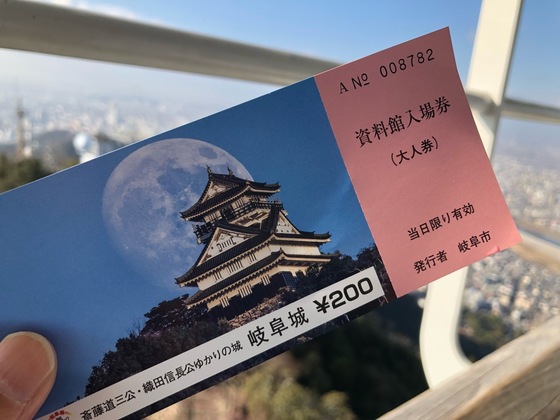 A No 008782
資料館入場券
(大人券)
当日限り有効
発行者 岐阜市
斎藤道三公・織田信長公ゆかりの城 岐阜城 ¥200